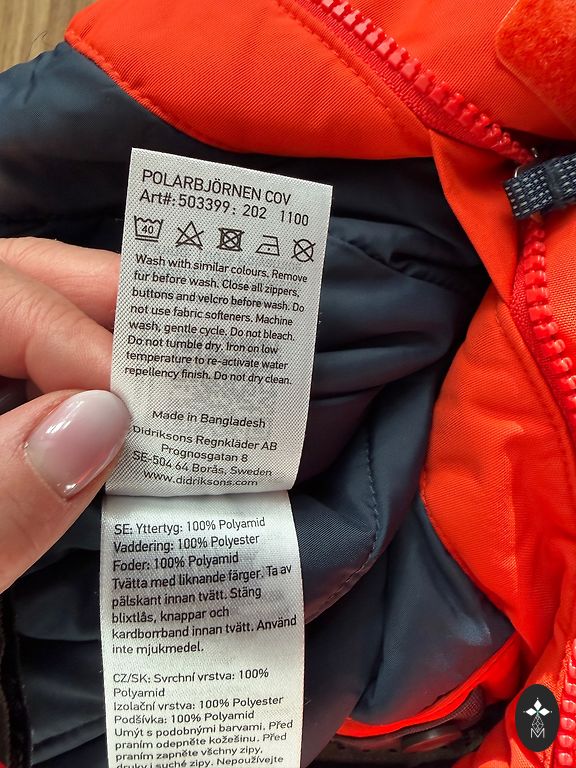 POLARBJÖRNEN COV
Art#: 503399: 202 1100
40
Wash with similar colours. Remove
fur before wash. Close all zippers,
buttons and velcro before wash. Do
not use fabric softeners. Machine
wash, gentle cycle. Do not bleach.
Do not tumble dry. Iron on low
temperature to re-activate water
repellency finish. Do not dry clean.
Made in Bangladesh
Didriksons Regnkläder AB
Prognosgatan 8
SE-504 64 Borås, Sweden
www.didriksons.com
SE: Yttertyg: 100% Polyamid
Vaddering: 100% Polyester
Foder: 100% Polyamid
Tvätta med liknande färger. Ta av
pälskant innan tvätt. Stäng
blixtlås, knappar och
kardborrband innan tvätt. Använd
inte mjukmedel.
CZ/SK: Svrchní vrstva: 100%
Polyamid
Izolační vrstva: 100% Polyester
Podšívka: 100% Polyamid
Umýt s podobnými barvami. Před
praním odepněte kožešinu. Před
praním zapněte všechny zipy,
druky i suché zipy. Nepoužívejte
M